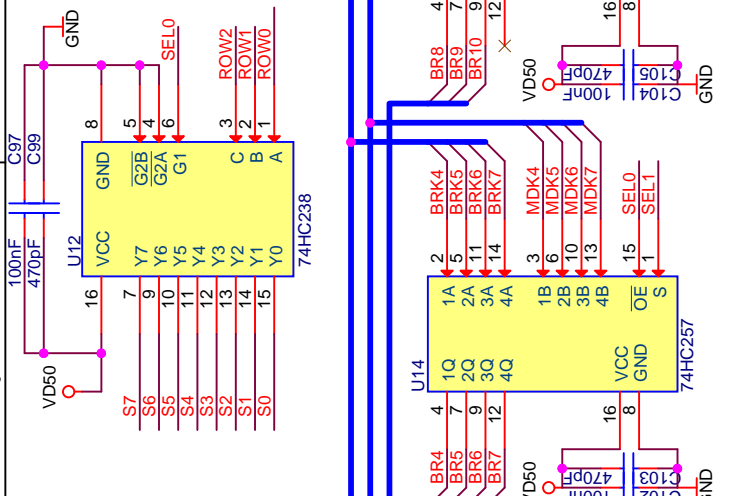 GND
SEL0
ROW2
ROW1
ROW0
8
5
4
6
3
2
1
C97
C99
GND
G2B
G2A
G1
C
B
A
100nF
470pF
U12
VCC
Y7
Y6
Y5
Y4
Y3
Y2
Y1
Y0
74HC238
16
7
9
10
11
12
13
14
15
VD50
S7
S6
S5
S4
S3
S2
S1
S0
4
7
9
12
16
8
BR8
BR9
BR10
VD50
470pF
C105
100nF
C104
GND
BRK4
BRK5
BRK6
BRK7
MDK4
MDK5
MDK6
MDK7
SEL0
SEL1
2
5
11
14
3
6
10
13
15
1
1A
2A
3A
4A
1B
2B
3B
4B
OE
S
U14
1Q
2Q
3Q
4Q
VCC
GND
74HC257
4
7
9
12
16
8
BR4
BR5
BR6
BR7
VD50
470pF
C103
GND